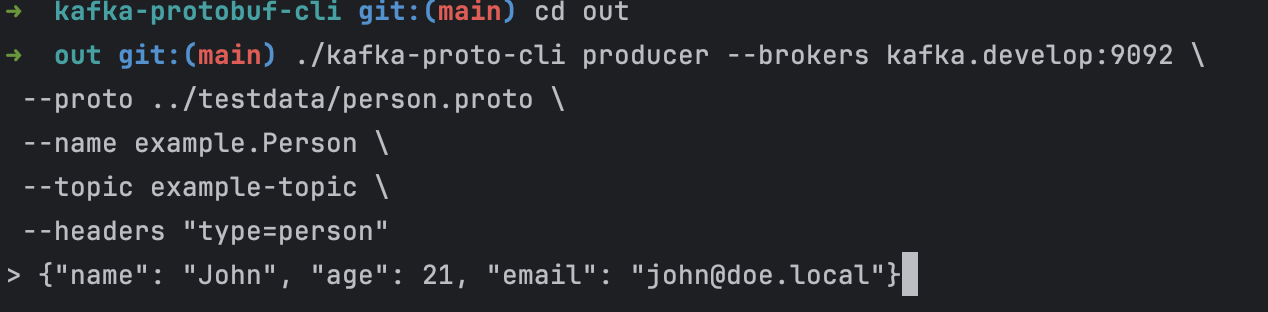 ➜ kafka-protobuf-cli git:(main) cd out
➜ out git:(main) ./kafka-proto-cli producer --brokers kafka.develop:9092 \
--proto ../testdata/person.proto \
--name example.Person \
--topic example-topic \
--headers "type=person"
> {"name": "John", "age": 21, "email": "john@doe.local"}